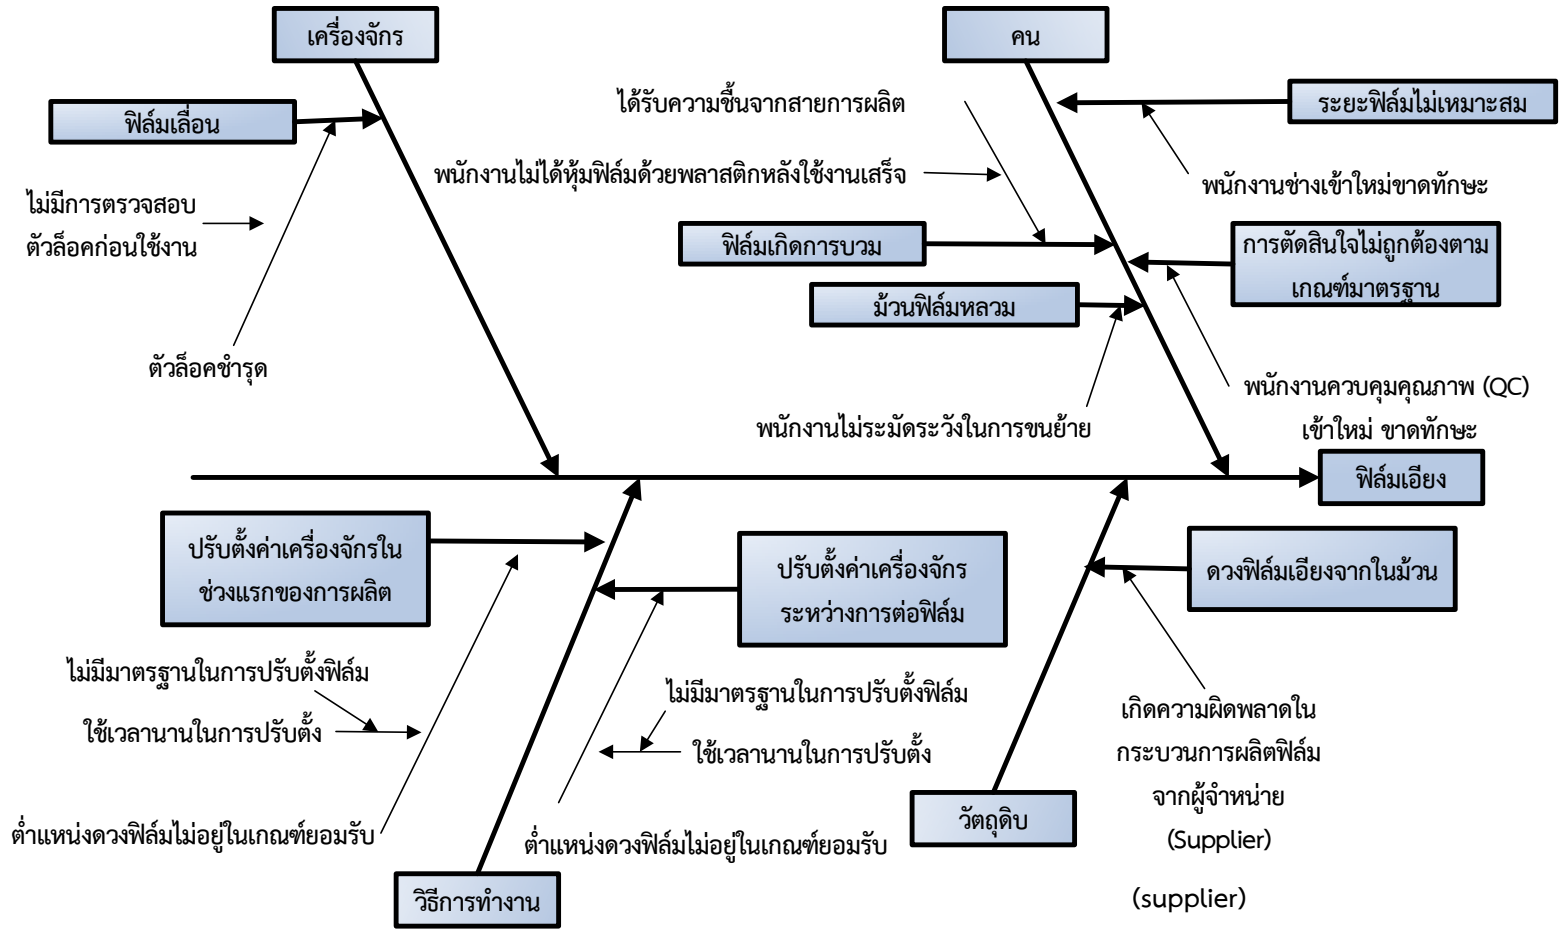 เครื่องจักร
คน
ฟิล์มเลื่อน
ได้รับความชื้นจากสายการผลิต
ระยะฟิล์มไม่เหมาะสม
พนักงานไม่ได้หุ้มฟิล์มด้วยพลาสติกหลังใช้งานเสร็จ
พนักงานช่างเข้าใหม่ขาดทักษะ
ไม่มีการตรวจสอบ
ตัวล็อคก่อนใช้งาน
ฟิล์มเกิดการบวม
การตัดสินใจไม่ถูกต้องตาม
เกณฑ์มาตรฐาน
ม้วนฟิล์มหลวม
ตัวล็อคชำรุด
พนักงานควบคุมคุณภาพ (QC)
เข้าใหม่ ขาดทักษะ
พนักงานไม่ระมัดระวังในการขนย้าย
ฟิล์มเอียง
ปรับตั้งค่าเครื่องจักรใน
ช่วงแรกของการผลิต
ปรับตั้งค่าเครื่องจักร
ระหว่างการต่อฟิล์ม
ดวงฟิล์มเอียงจากในม้วน
ไม่มีมาตรฐานในการปรับตั้งฟิล์ม
ใช้เวลานานในการปรับตั้ง
ไม่มีมาตรฐานในการปรับตั้งฟิล์ม
ใช้เวลานานในการปรับตั้ง
เกิดความผิดพลาดใน
กระบวนการผลิตฟิล์ม
จากผู้จำหน่าย
(Supplier)
ตำแหน่งดวงฟิล์มไม่อยู่ในเกณฑ์ยอมรับ
ตำแหน่งดวงฟิล์มไม่อยู่ในเกณฑ์ยอมรับ
วัตถุดิบ
วิธีการทำงาน
(supplier)